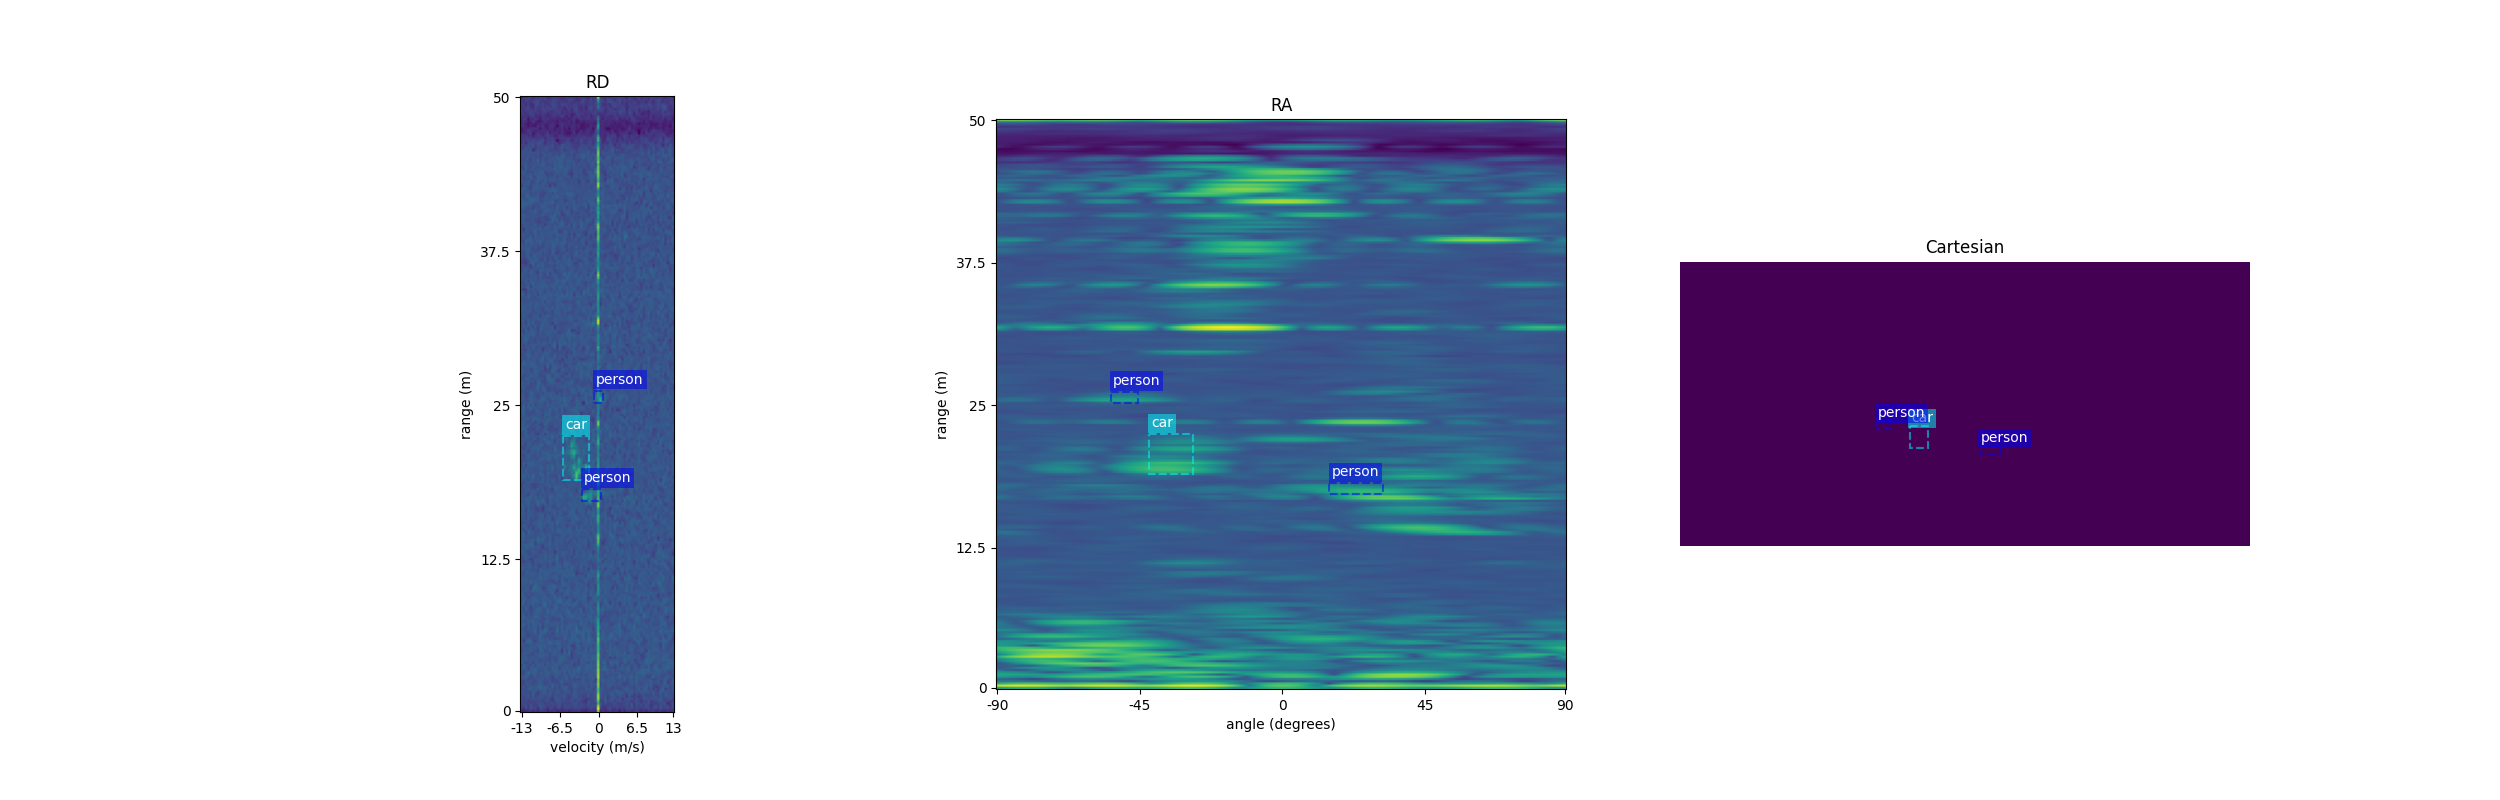 RD
50
37.5
25
12.5
0
range (m)
person
car
person
-13 -6.5 0 6.5 13
velocity (m/s)
RA
50
37.5
25
12.5
0
range (m)
person
car
person
-90 -45 0 45 90
angle (degrees)
Cartesian
person
car
person